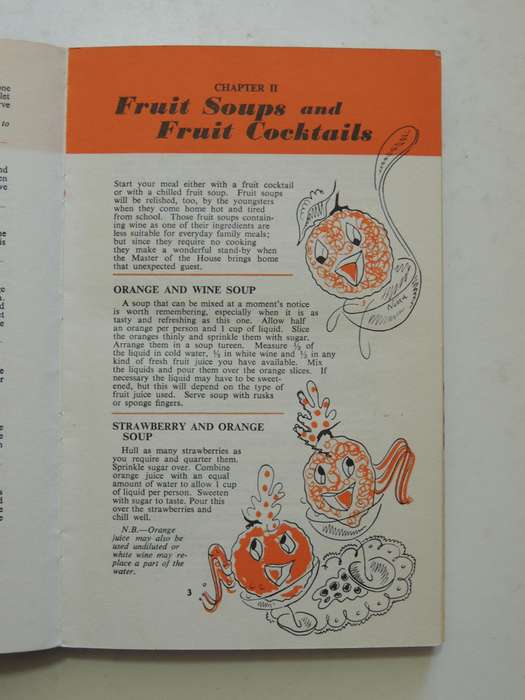 CHAPTER II
Fruit Soups and
Fruit Cocktails
Start your meal either with a fruit cocktail
or with a chilled fruit soup. Fruit soups
will be relished, too, by the youngsters
when they come home hot and tired
from school. Those fruit soups contain-
ing wine as one of their ingredients are
less suitable for everyday family meals;
but since they require no cooking
they make a wonderful stand-by when
the Master of the House brings home
that unexpected guest.
ORANGE AND WINE SOUP
A soup that can be mixed at a moment's notice
is worth remembering, especially when it is as
tasty and refreshing as this one. Allow half
an orange per person and 1 cup of liquid. Slice
the oranges thinly and sprinkle them with sugar.
Arrange them in a soup tureen. Measure ⅓ of
the liquid in cold water, ⅓ in white wine and ⅓ in any
kind of fresh fruit juice you have available. Mix
the liquids and pour them over the orange slices. If
necessary the liquid may have to be sweet-
ened, but this will depend on the type of
fruit juice used. Serve soup with rusks
or sponge fingers.
STRAWBERRY AND ORANGE
SOUP
Hull as many strawberries as
you require and quarter them.
Sprinkle sugar over. Combine
orange juice with an equal
amount of water to allow 1 cup
of liquid per person. Sweeten
with sugar to taste. Pour this
over the strawberries and
chill well.
N.B.—Orange
juice may also be
used undiluted or
white wine may re-
place a part of the
water.
3